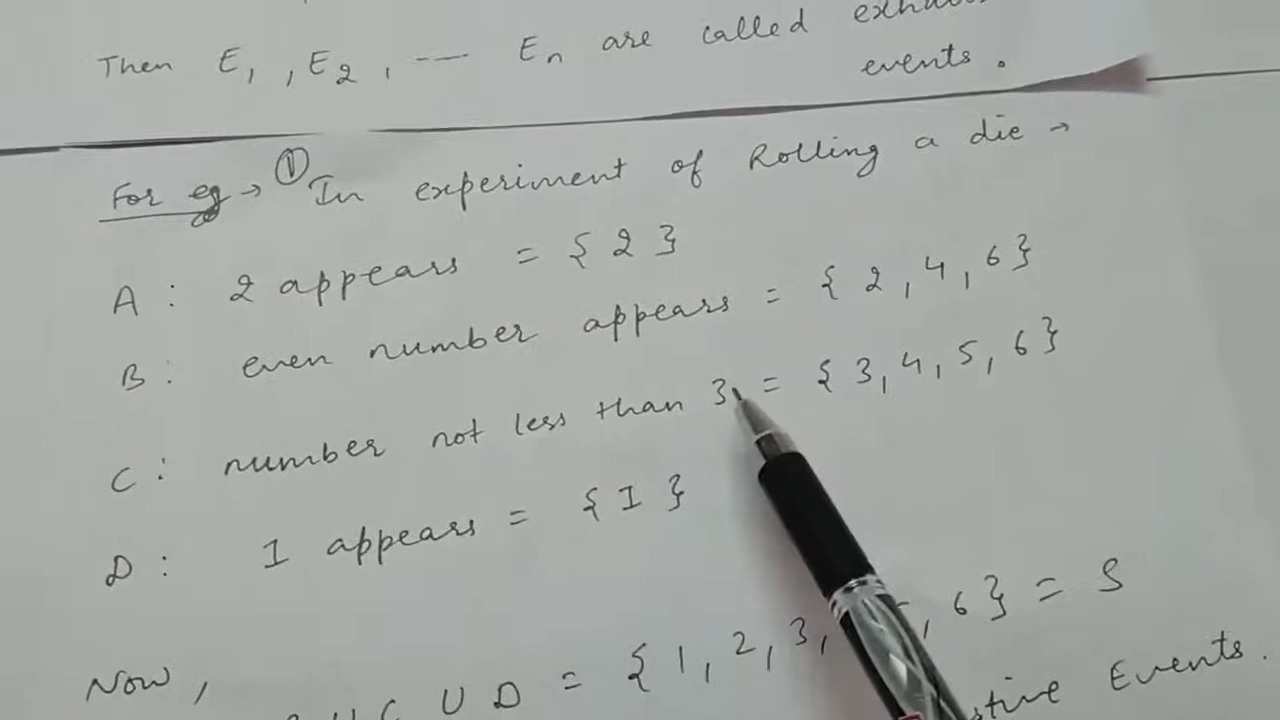 Then E1, E2, --- En are called
events.
For eg → ① In experiment of Rolling a die →
A : 2 appears = { 2 }
B : even number appears = { 2, 4, 6 }
C : number not less than 3 = { 3, 4, 5, 6 }
D : 1 appears = { 1 }
Now,
U C U D = { 1, 2, 3, , 6 } = S
Events.